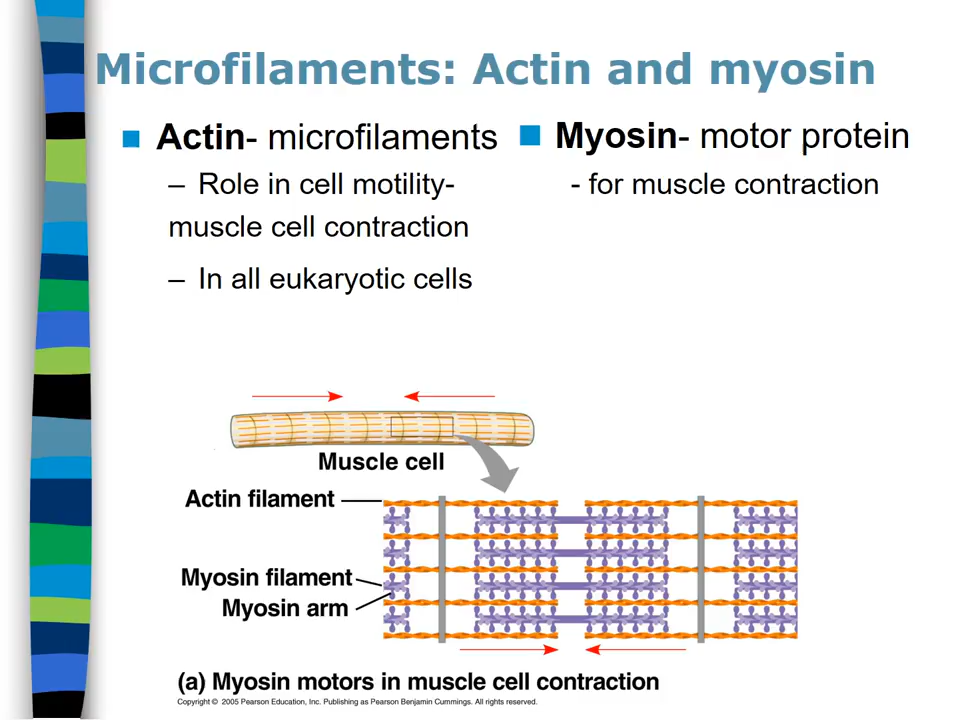 Microfilaments: Actin and myosin
Actin- microfilaments
– Role in cell motility-
muscle cell contraction
– In all eukaryotic cells
Myosin- motor protein
- for muscle contraction
Muscle cell
Actin filament
Myosin filament
Myosin arm
(a) Myosin motors in muscle cell contraction
Copyright © 2005 Pearson Education, Inc. Publishing as Pearson Benjamin Cummings. All rights reserved.